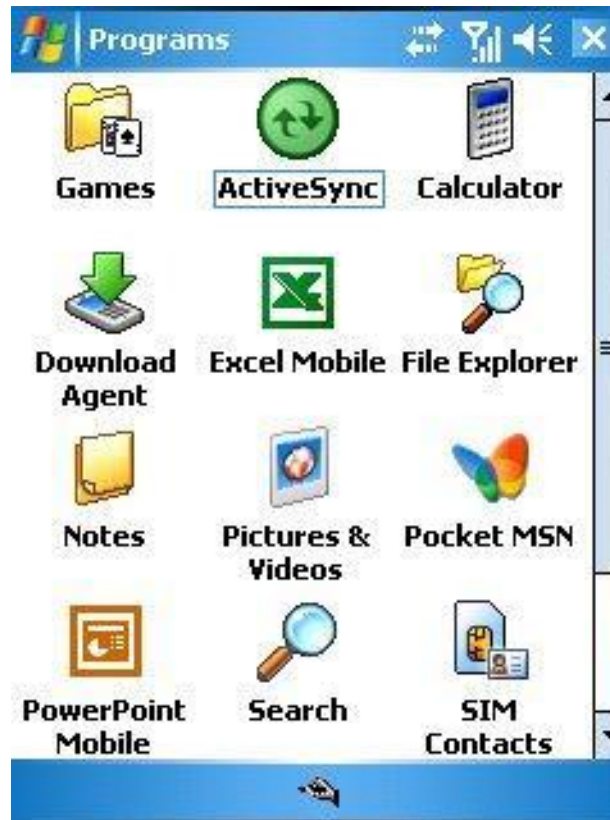 Programs
Games
ActiveSync
Calculator
Download
Agent
Excel Mobile
File Explorer
Notes
Pictures &
Videos
Pocket MSN
PowerPoint
Mobile
Search
SIM
Contacts